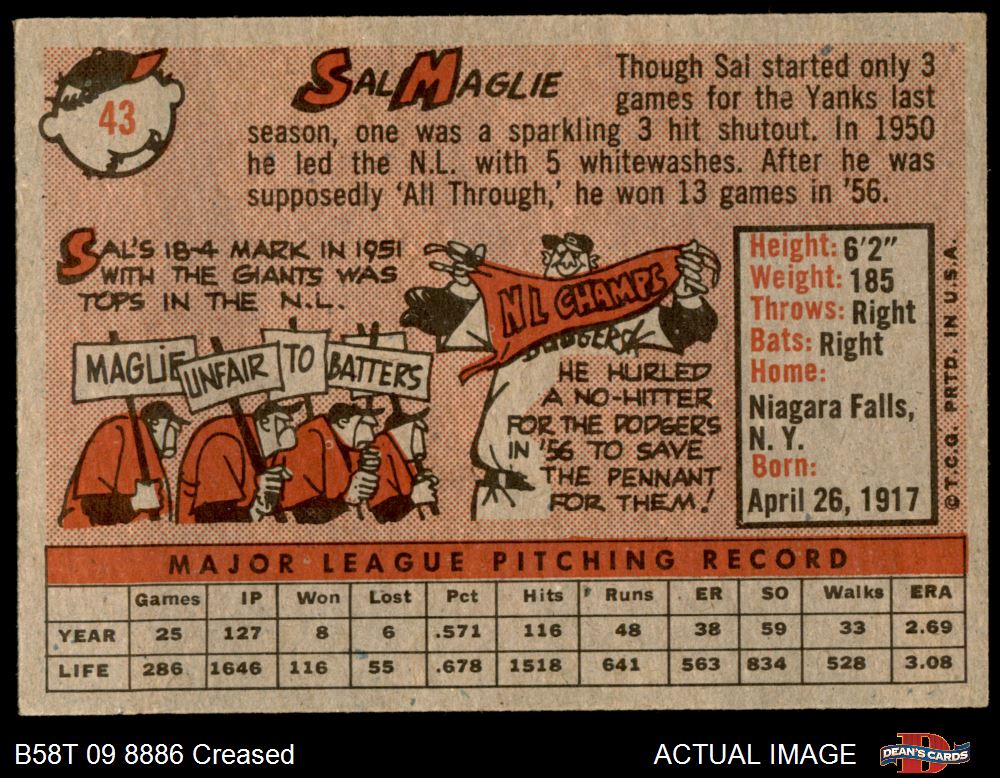 43
SAL MAGLIE
Though Sal started only 3
games for the Yanks last
season, one was a sparkling 3 hit shutout. In 1950
he led the N.L. with 5 whitewashes. After he was
supposedly 'All Through,' he won 13 games in '56.
SAL'S 18-4 MARK IN 1951
WITH THE GIANTS WAS
TOPS IN THE N.L.
MAGLIE UNFAIR TO BATTERS
NL CHAMPS
DODGERS
HE HURLED
A NO-HITTER
FOR THE DODGERS
IN '56 TO SAVE
THE PENNANT
FOR THEM!
Height: 6'2"
Weight: 185
Throws: Right
Bats: Right
Home:
Niagara Falls,
N. Y.
Born:
April 26, 1917
© T.C.G. PRTD. IN U.S.A.
MAJOR LEAGUE PITCHING RECORD
Games IP Won Lost Pct Hits Runs ER SO Walks ERA
YEAR 25 127 8 6 .571 116 48 38 59 33 2.69
LIFE 286 1646 116 55 .678 1518 641 563 834 528 3.08
B58T 09 8886 Creased
ACTUAL IMAGE
DEAN'S CARDS